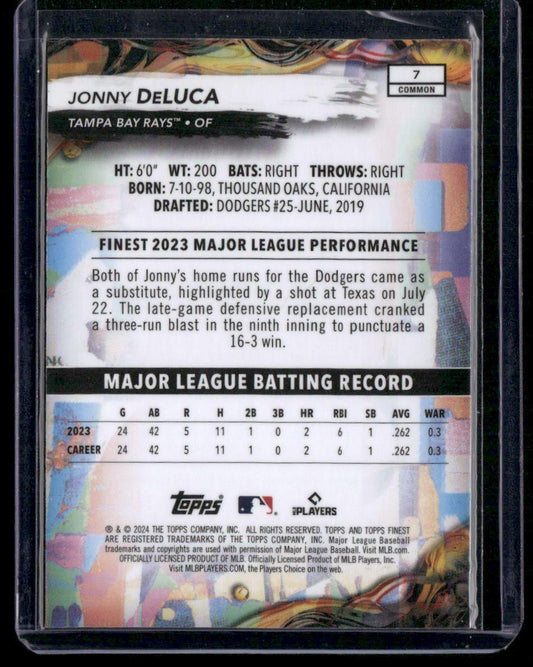 7
COMMON
JONNY DeLUCA
TAMPA BAY RAYS™ • OF
HT: 6'0" WT: 200 BATS: RIGHT THROWS: RIGHT
BORN: 7-10-98, THOUSAND OAKS, CALIFORNIA
DRAFTED: DODGERS #25-JUNE, 2019
FINEST 2023 MAJOR LEAGUE PERFORMANCE
Both of Jonny's home runs for the Dodgers came as
a substitute, highlighted by a shot at Texas on July
22. The late-game defensive replacement cranked
a three-run blast in the ninth inning to punctuate a
16-3 win.
MAJOR LEAGUE BATTING RECORD
G AB R H 2B 3B HR RBI SB AVG WAR
2023 24 42 5 11 1 0 2 6 1 .262 0.3
CAREER 24 42 5 11 1 0 2 6 1 .262 0.3
Topps PLAYERS
® & © 2024 THE TOPPS COMPANY, INC. ALL RIGHTS RESERVED. TOPPS AND TOPPS FINEST
ARE REGISTERED TRADEMARKS OF THE TOPPS COMPANY, INC. Major League Baseball
trademarks and copyrights are used with permission of Major League Baseball. Visit MLB.com.
OFFICIALLY LICENSED PRODUCT OF MLB. Officially Licensed Product of MLB Players, Inc.
Visit MLBPLAYERS.COM, the Players Choice on the web.